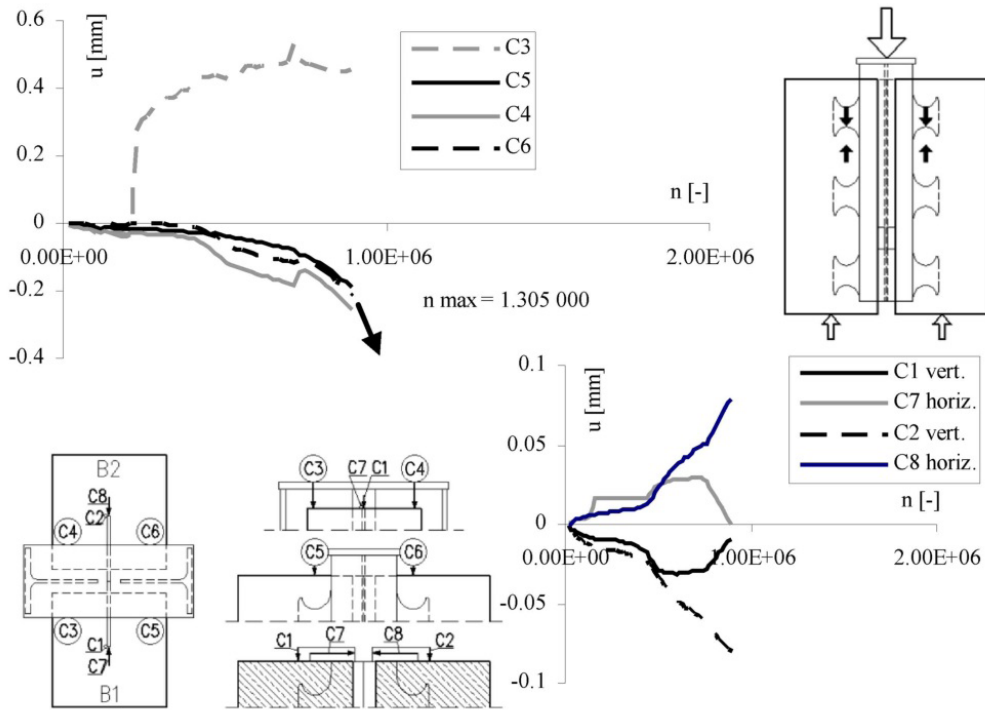 0.6
u [mm]
0.4
0.2
0
-0.2
-0.4
C3
C5
C4
C6
n [-]
0.00E+00
1.00E+06
2.00E+06
n max = 1.305 000
0.1
u [mm]
0.05
0
-0.05
-0.1
C1 vert.
C7 horiz.
C2 vert.
C8 horiz.
n [-]
0.00E+00
1.00E+06
2.00E+06
B2
C8
C2
C4
C6
C3
C5
C1
C7
B1
C3
C7
C1
C4
C5
C6
C1
C7
C8
C2